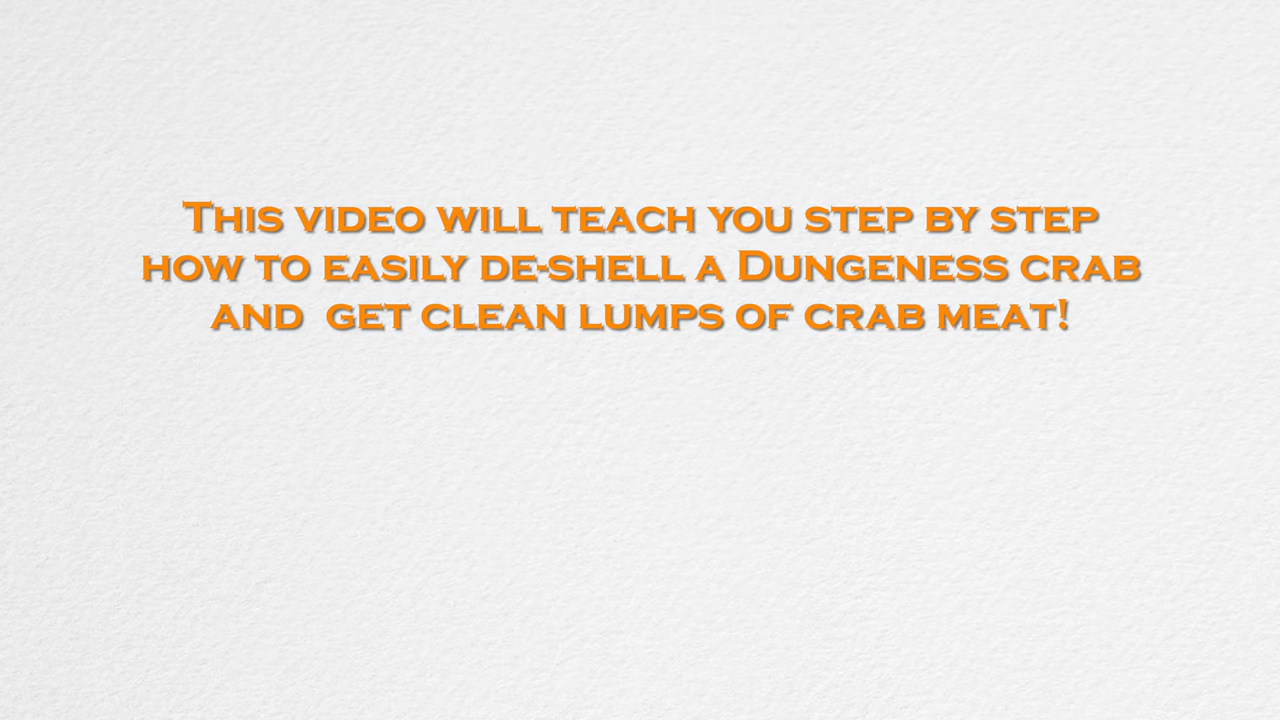 This video will teach you step by step
how to easily de-shell a Dungeness crab
and  get clean lumps of crab meat!